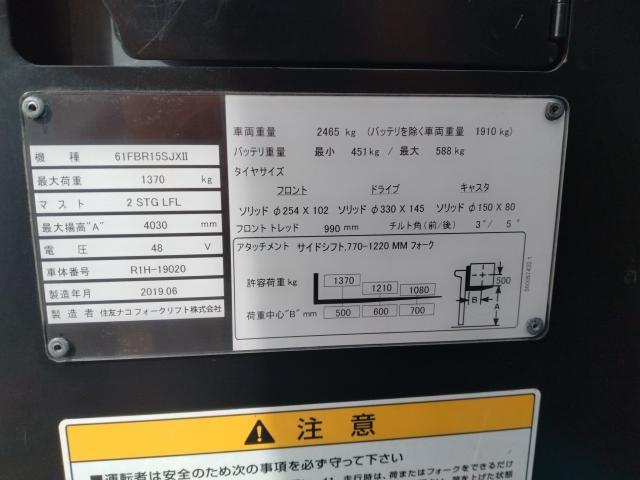 機種 61FBR15SJXII
最大荷重 1370 kg
マスト 2 STG LFL
最大揚高"A" 4030 mm
電圧 48 V
車体番号 R1H-19020
製造年月 2019.06
製造者 住友ナコフォークリフト株式会社
車両重量 2465 kg (バッテリを除く車両重量 1910 kg)
バッテリ重量 最小 451 kg / 最大 588 kg
タイヤサイズ
フロント ドライブ キャスタ
ソリッド φ254 X 102 ソリッド φ330 X 145 ソリッド φ150 X 80
フロントトレッド 990 mm チルト角(前/後) 3°/ 5°
アタッチメント サイドシフト,770-1220 MM フォーク
許容荷重 kg 1370 1210 1080
荷重中心"B" mm 500 600 700
500
B A
注意
■運転者は安全のため次の事項を必ず守って下さい